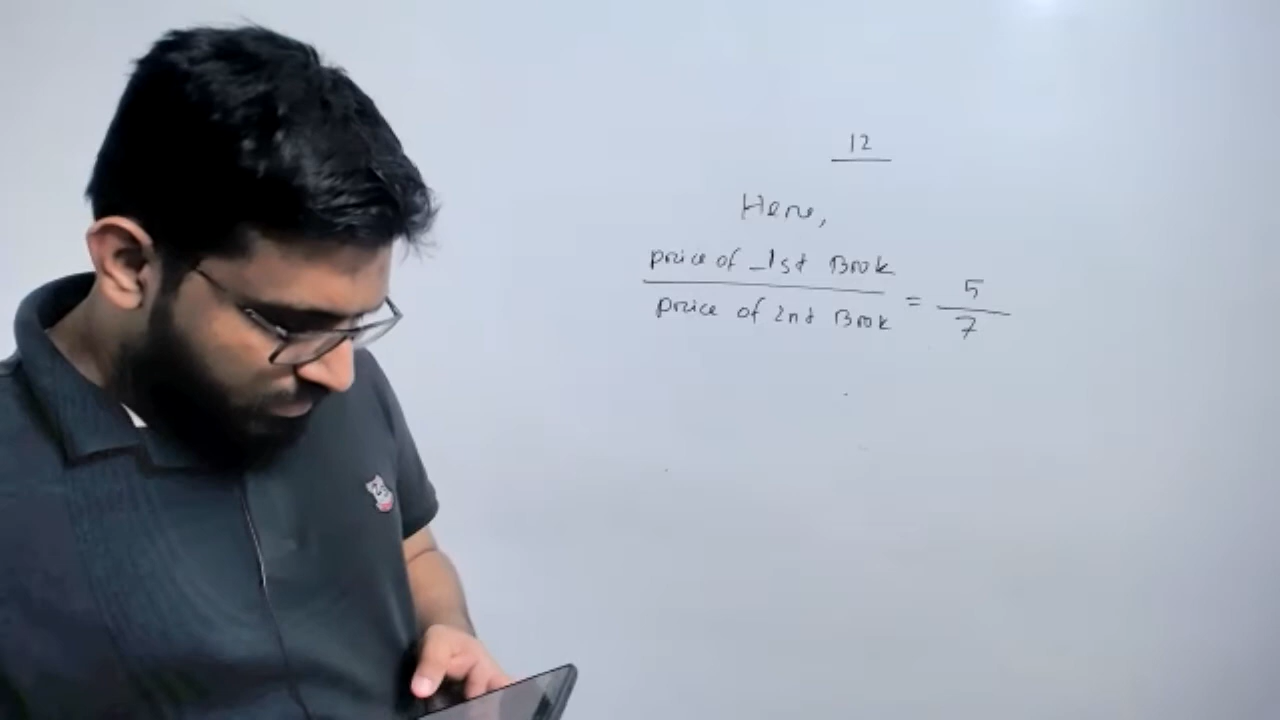 12
Here,
price of 1st Book
price of 2nd Book = 5/7